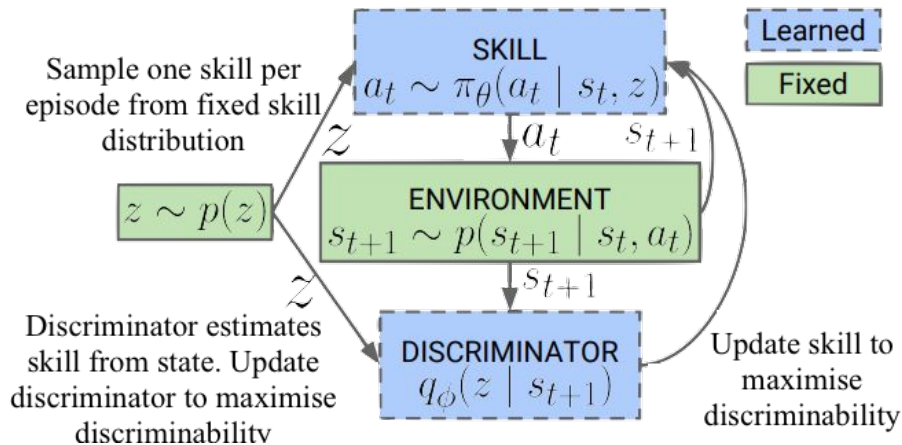 SKILL
a_t ∼ π_θ(a_t | s_t, z)
Learned
Fixed
Sample one skill per
episode from fixed skill
distribution
z
a_t
s_{t+1}
z ∼ p(z)
ENVIRONMENT
s_{t+1} ∼ p(s_{t+1} | s_t, a_t)
z
s_{t+1}
Discriminator estimates
skill from state. Update
discriminator to maximise
discriminability
DISCRIMINATOR
q_ϕ(z | s_{t+1})
Update skill to
maximise
discriminability